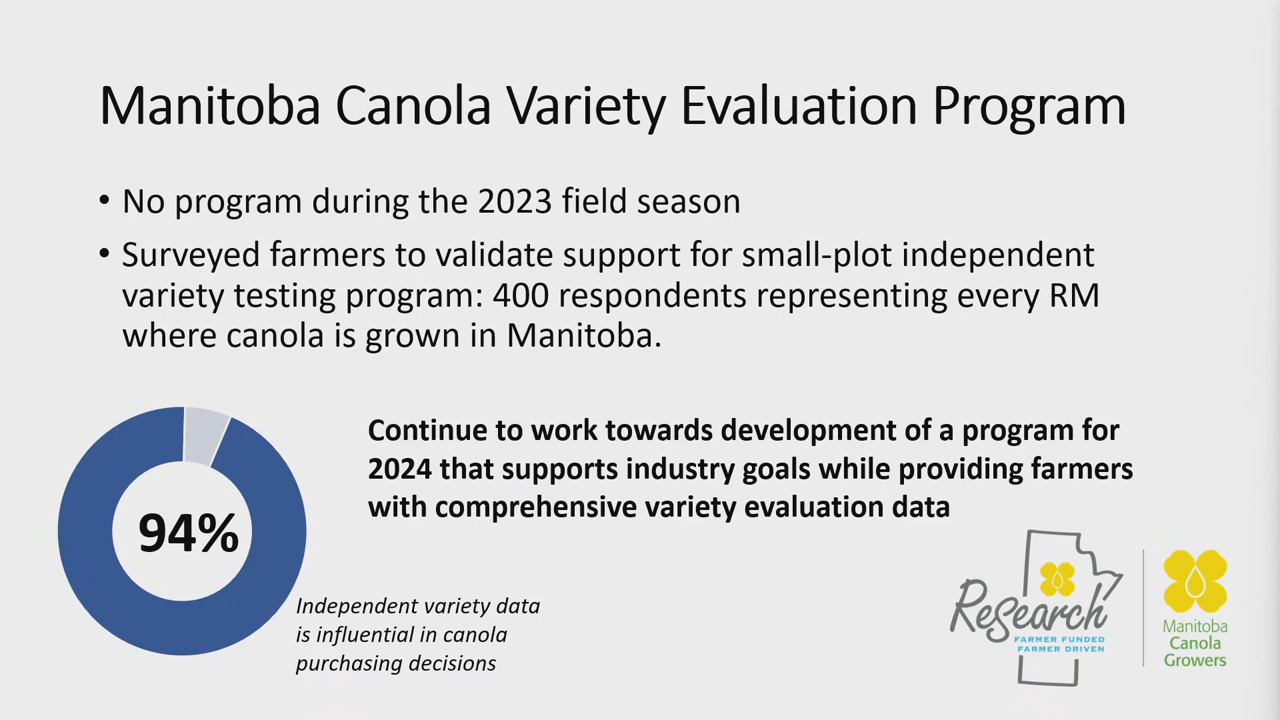 Manitoba Canola Variety Evaluation Program
• No program during the 2023 field season
• Surveyed farmers to validate support for small-plot independent
variety testing program: 400 respondents representing every RM
where canola is grown in Manitoba.
Continue to work towards development of a program for
2024 that supports industry goals while providing farmers
with comprehensive variety evaluation data
94%
Independent variety data
is influential in canola
purchasing decisions
Research
FARMER FUNDED
FARMER DRIVEN
Manitoba
Canola
Growers